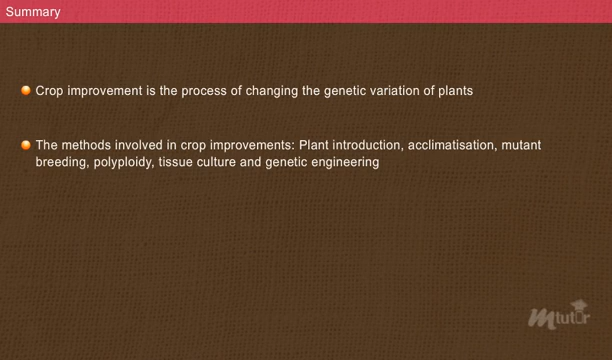 Summary
Crop improvement is the process of changing the genetic variation of plants
The methods involved in crop improvements: Plant introduction, acclimatisation, mutant
breeding, polyploidy, tissue culture and genetic engineering
Mtutor